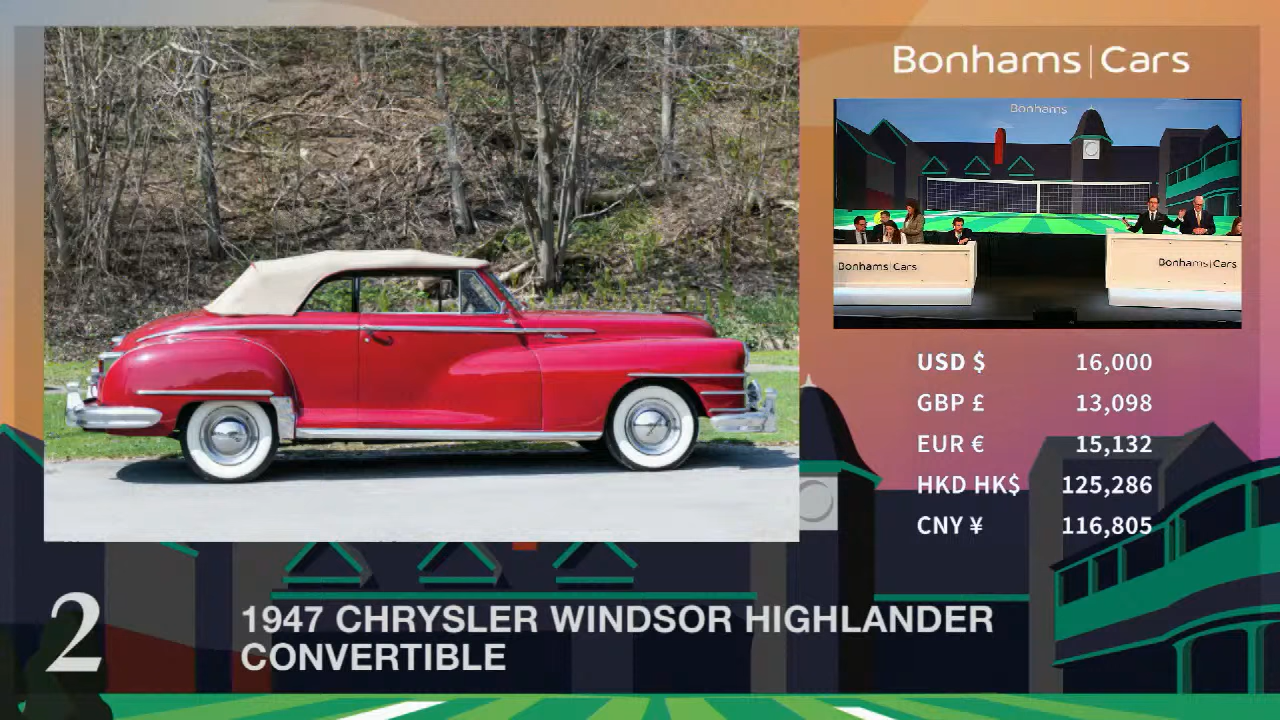 Bonhams|Cars
Bonhams
Bonhams|Cars
Bonhams|Cars
USD $ 16,000
GBP £ 13,098
EUR € 15,132
HKD HK$ 125,286
CNY ¥ 116,805
2
1947 CHRYSLER WINDSOR HIGHLANDER
CONVERTIBLE